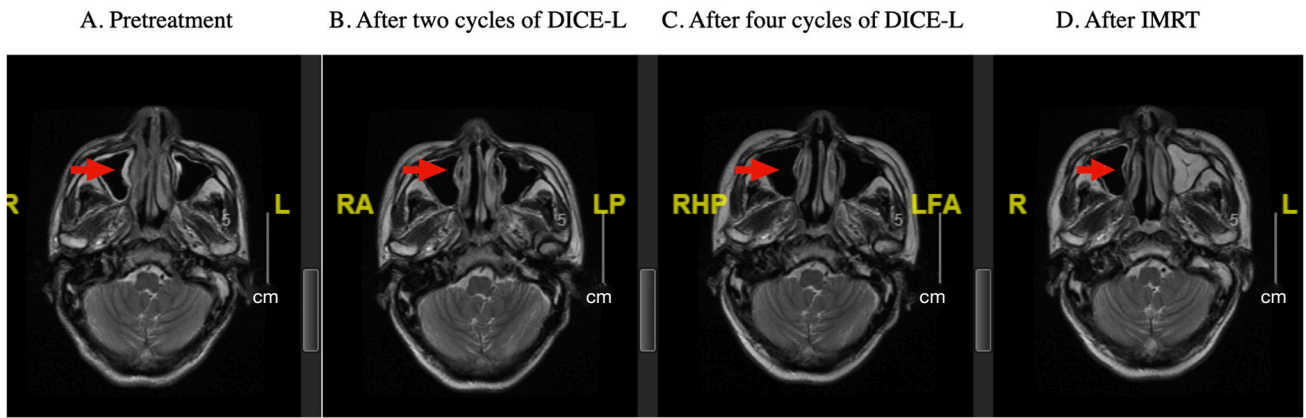 A. Pretreatment
B. After two cycles of DICE-L
C. After four cycles of DICE-L
D. After IMRT
R
L
5
cm
RA
LP
5
cm
RHP
LFA
5
cm
R
L
5
cm